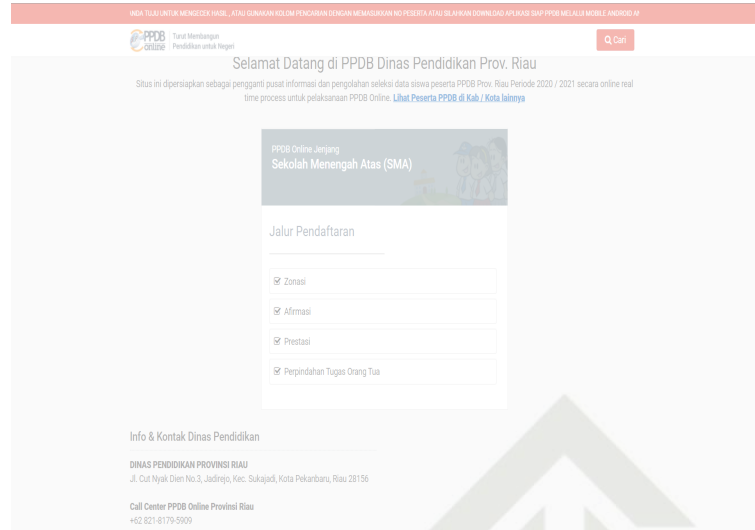 ANDA TUJU UNTUK MENGECEK HASIL , ATAU GUNAKAN KOLOM PENCARIAN DENGAN MEMASUKKAN NO PESERTA ATAU SILAHKAN DOWNLOAD APLIKASI SIAP PPDB MELALUI MOBILE ANDROID
PPDB online
Turut Membangun
Pendidikan untuk Negeri
Cari
Selamat Datang di PPDB Dinas Pendidikan Prov. Riau
Situs ini dipersiapkan sebagai pengganti pusat informasi dan pengolahan seleksi data siswa peserta PPDB Prov. Riau Periode 2020 / 2021 secara online real
time process untuk pelaksanaan PPDB Online. Lihat Peserta PPDB di Kab / Kota lainnya
PPDB Online Jenjang
Sekolah Menengah Atas (SMA)
Jalur Pendaftaran
Zonasi
Afirmasi
Prestasi
Perpindahan Tugas Orang Tua
Info & Kontak Dinas Pendidikan
DINAS PENDIDIKAN PROVINSI RIAU
Jl. Cut Nyak Dien No.3, Jadirejo, Kec. Sukajadi, Kota Pekanbaru, Riau 28156
Call Center PPDB Online Provinsi Riau
+62 821-8179-5909